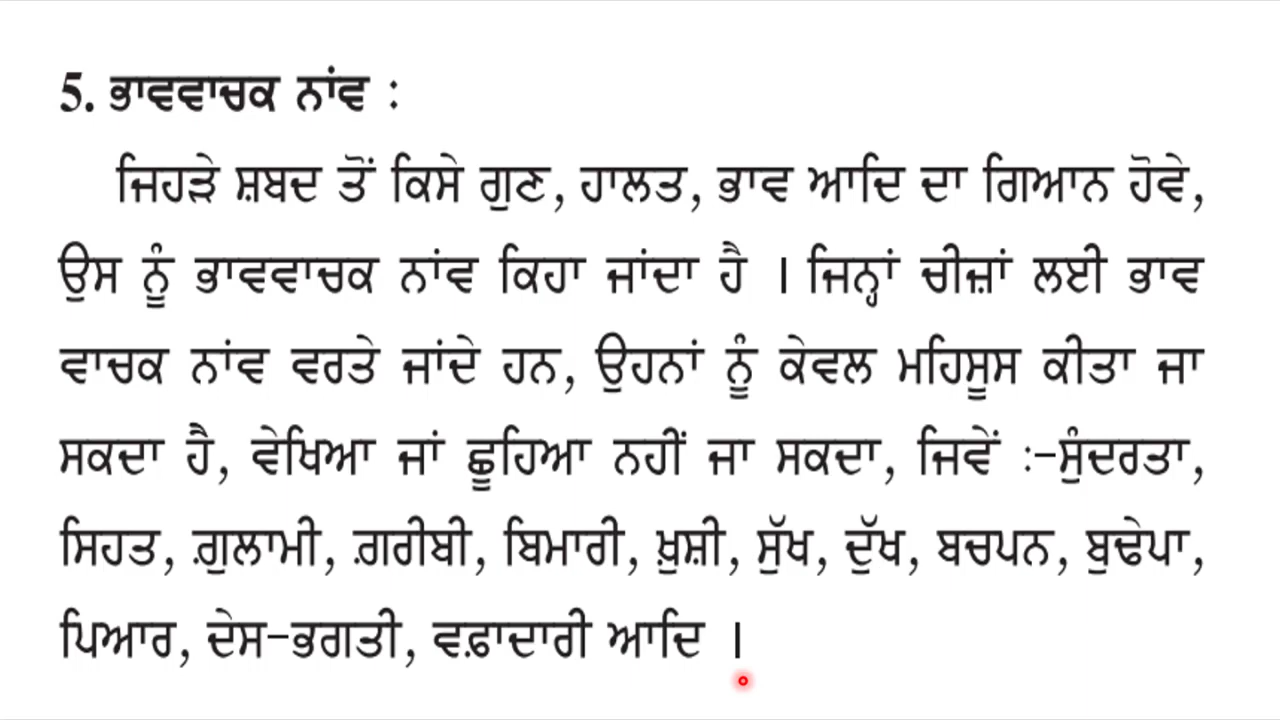 5. ਭਾਵਵਾਚਕ ਨਾਂਵ :
ਜਿਹੜੇ ਸ਼ਬਦ ਤੋਂ ਕਿਸੇ ਗੁਣ, ਹਾਲਤ, ਭਾਵ ਆਦਿ ਦਾ ਗਿਆਨ ਹੋਵੇ,
ਉਸ ਨੂੰ ਭਾਵਵਾਚਕ ਨਾਂਵ ਕਿਹਾ ਜਾਂਦਾ ਹੈ । ਜਿਨ੍ਹਾਂ ਚੀਜ਼ਾਂ ਲਈ ਭਾਵ
ਵਾਚਕ ਨਾਂਵ ਵਰਤੇ ਜਾਂਦੇ ਹਨ, ਉਹਨਾਂ ਨੂੰ ਕੇਵਲ ਮਹਿਸੂਸ ਕੀਤਾ ਜਾ
ਸਕਦਾ ਹੈ, ਵੇਖਿਆ ਜਾਂ ਛੂਹਿਆ ਨਹੀਂ ਜਾ ਸਕਦਾ, ਜਿਵੇਂ :-ਸੁੰਦਰਤਾ,
ਸਿਹਤ, ਗ਼ੁਲਾਮੀ, ਗ਼ਰੀਬੀ, ਬਿਮਾਰੀ, ਖ਼ੁਸ਼ੀ, ਸੁੱਖ, ਦੁੱਖ, ਬਚਪਨ, ਬੁਢੇਪਾ,
ਪਿਆਰ, ਦੇਸ-ਭਗਤੀ, ਵਫ਼ਾਦਾਰੀ ਆਦਿ ।